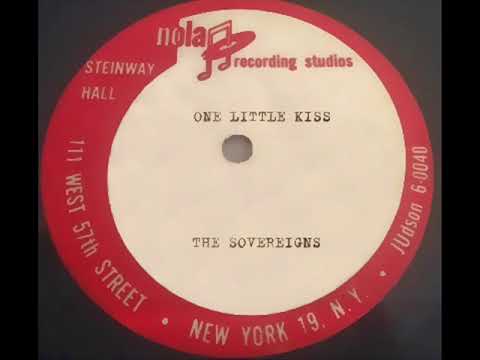 nola
recording studios
STEINWAY
HALL
111 WEST 57th STREET • NEW YORK 19, N.Y. • JUdson 6-0040
ONE LITTLE KISS
THE SOVEREIGNS